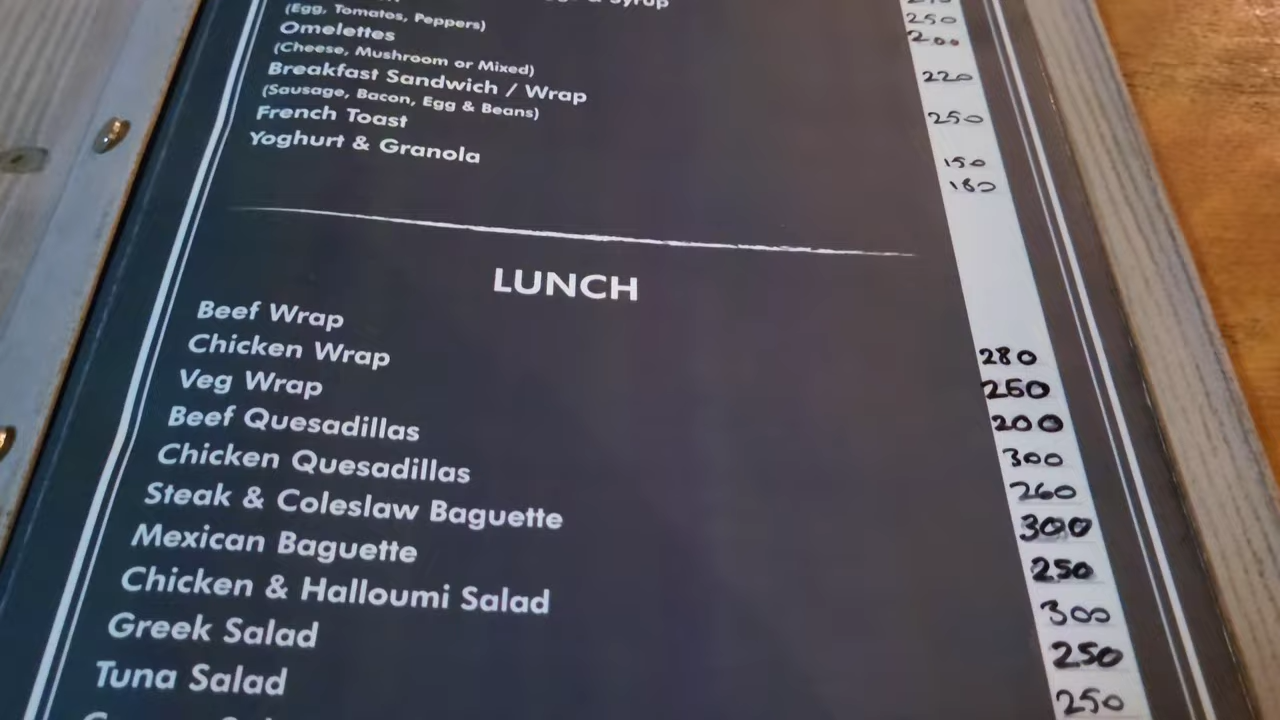 Syrup
(Egg, Tomatoes, Peppers) 250
Omelettes 200
(Cheese, Mushroom or Mixed)
Breakfast Sandwich / Wrap 220
(Sausage, Bacon, Egg & Beans)
French Toast 250
Yoghurt & Granola 150
180
LUNCH
Beef Wrap 280
Chicken Wrap 260
Veg Wrap 200
Beef Quesadillas 300
Chicken Quesadillas 260
Steak & Coleslaw Baguette 300
Mexican Baguette 250
Chicken & Halloumi Salad 300
Greek Salad 250
Tuna Salad 250